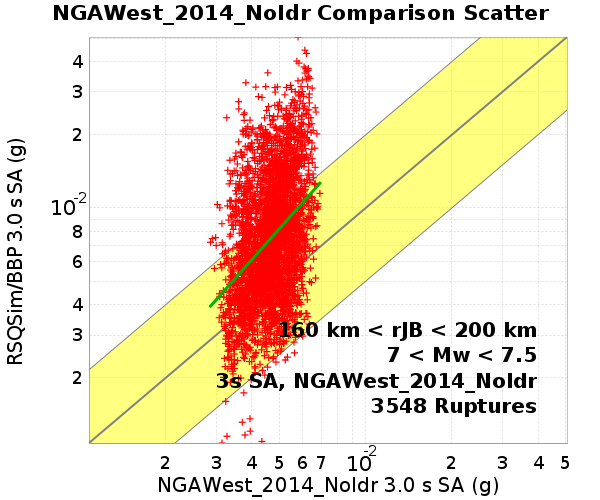 NGAWest_2014_NoIdr Comparison Scatter
RSQSim/BBP 3.0 s SA (g)
4
3
2
10-2
8
6
4
3
2
160 km < rJB < 200 km
7 < Mw < 7.5
3s SA, NGAWest_2014_NoIdr
3548 Ruptures
2 3 4 5 6 7 10-2 2 3 4 5
NGAWest_2014_NoIdr 3.0 s SA (g)